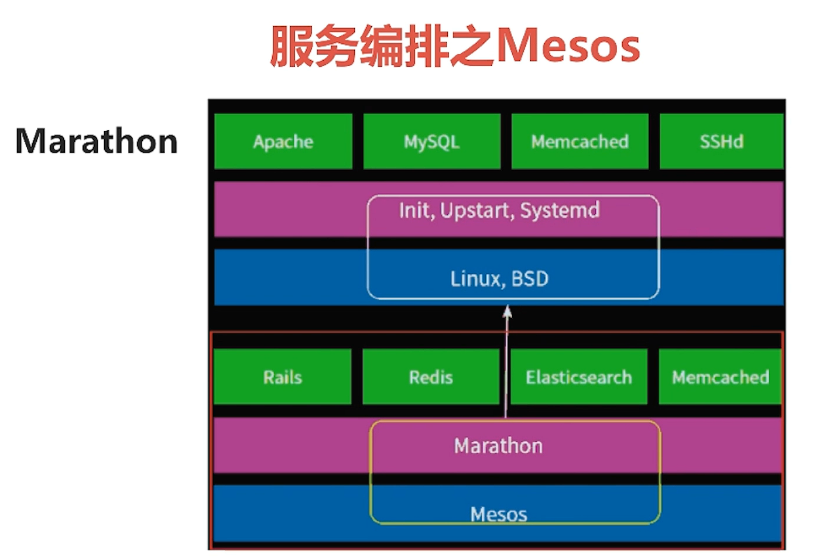 服务编排之Mesos
Marathon
Apache MySQL Memcached SSHd
Init, Upstart, Systemd
Linux, BSD
Rails Redis Elasticsearch Memcached
Marathon
Mesos